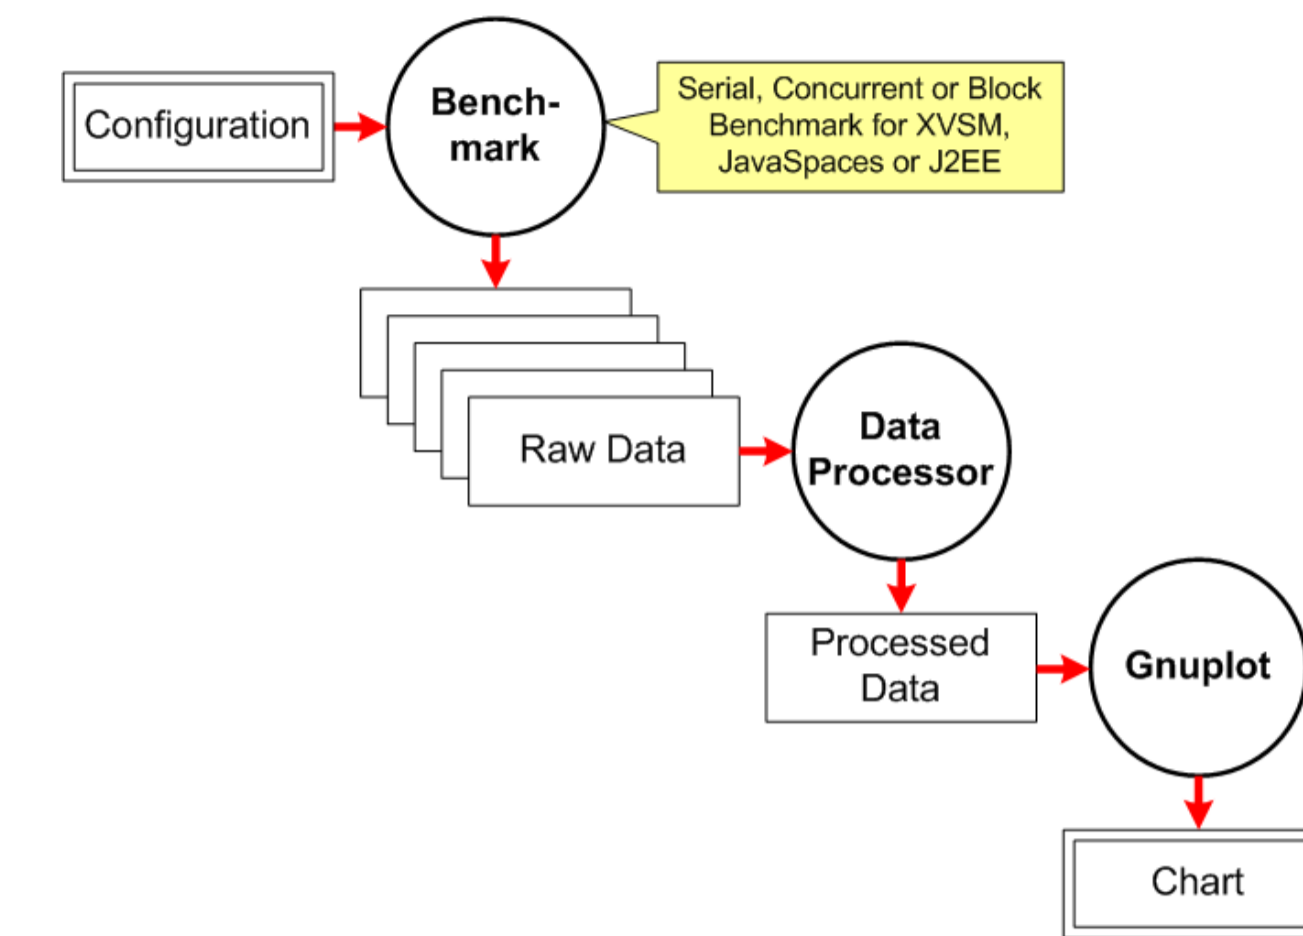 Configuration
Bench-
mark
Serial, Concurrent or Block
Benchmark for XVSM,
JavaSpaces or J2EE
Raw Data
Data
Processor
Processed
Data
Gnuplot
Chart